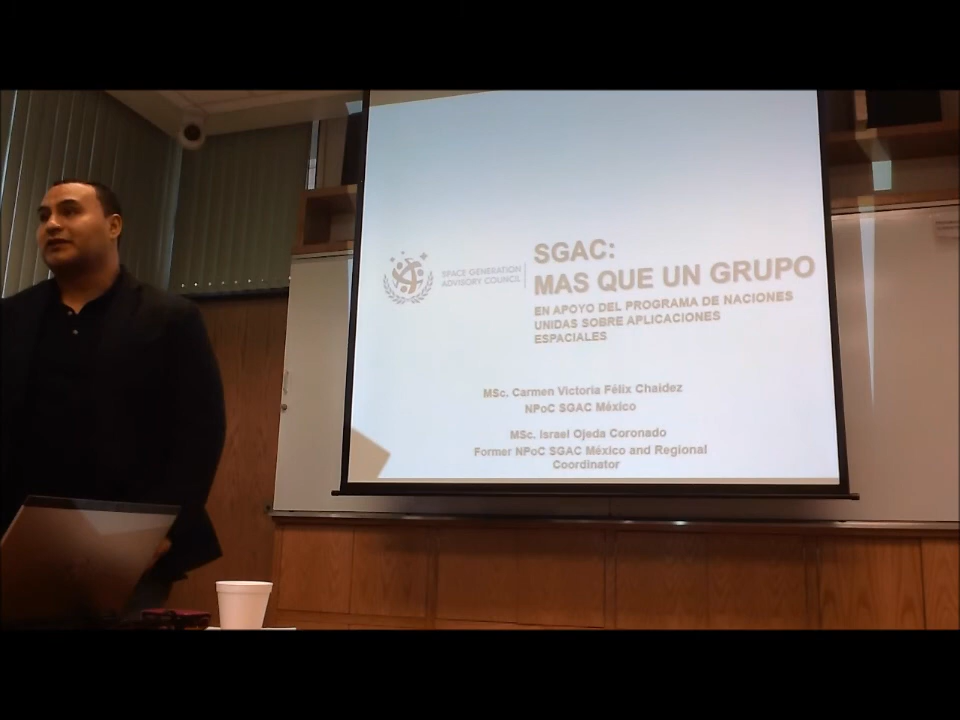 SPACE GENERATION
ADVISORY COUNCIL
SGAC:
MAS QUE UN GRUPO
EN APOYO DEL PROGRAMA DE NACIONES
UNIDAS SOBRE APLICACIONES
ESPACIALES
MSc. Carmen Victoria Félix Chaidez
NPoC SGAC México
MSc. Israel Ojeda Coronado
Former NPoC SGAC México and Regional
Coordinator